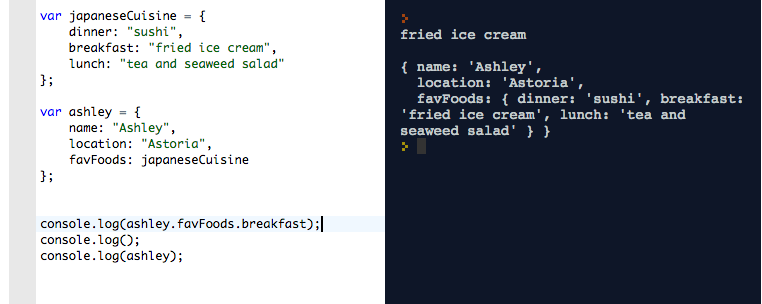 var japaneseCuisine = {
dinner: "sushi",
breakfast: "fried ice cream",
lunch: "tea and seaweed salad"
};
var ashley = {
name: "Ashley",
location: "Astoria",
favFoods: japaneseCuisine
};
console.log(ashley.favFoods.breakfast);
console.log();
console.log(ashley);
fried ice cream
{ name: 'Ashley',
location: 'Astoria',
favFoods: { dinner: 'sushi', breakfast:
'fried ice cream', lunch: 'tea and
seaweed salad' } }